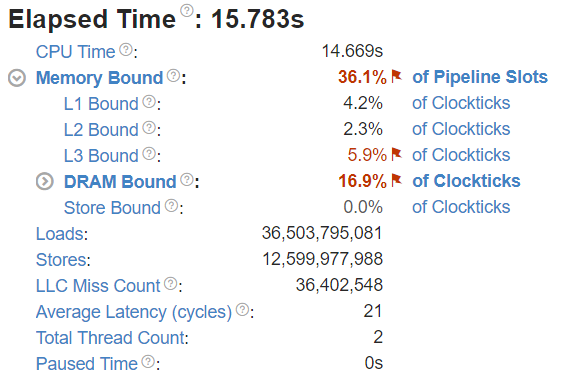 Elapsed Time ?: 15.783s
CPU Time ?: 14.669s
Memory Bound ?: 36.1% of Pipeline Slots
L1 Bound ?: 4.2% of Clockticks
L2 Bound ?: 2.3% of Clockticks
L3 Bound ?: 5.9% of Clockticks
DRAM Bound ?: 16.9% of Clockticks
Store Bound ?: 0.0% of Clockticks
Loads: 36,503,795,081
Stores: 12,599,977,988
LLC Miss Count ?: 36,402,548
Average Latency (cycles) ?: 21
Total Thread Count: 2
Paused Time ?: 0s